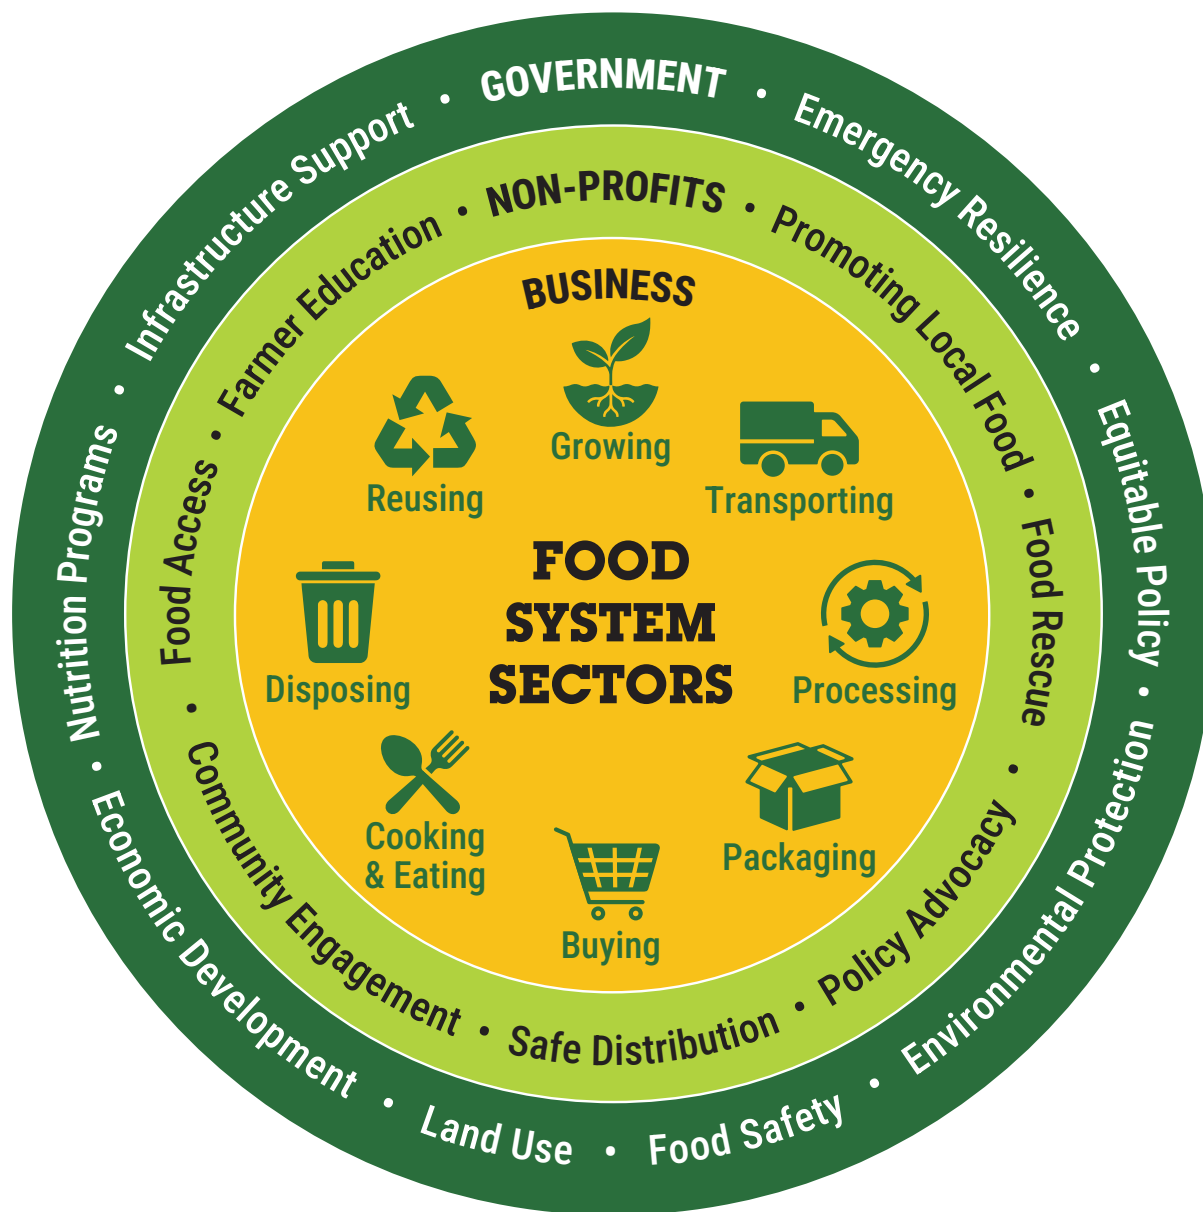 GOVERNMENT • Emergency Resilience • Equitable Policy • Environmental Protection • Food Safety • Land Use • Economic Development • Nutrition Programs • Infrastructure Support •
NON-PROFITS • Promoting Local Food • Food Rescue • Policy Advocacy • Safe Distribution • Community Engagement • Food Access • Farmer Education •
BUSINESS
Growing
Transporting
Processing
Packaging
Buying
Cooking
& Eating
Disposing
Reusing
FOOD
SYSTEM
SECTORS